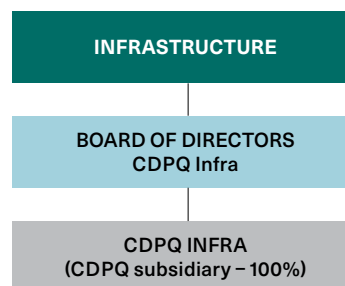 INFRASTRUCTURE
BOARD OF DIRECTORS
CDPQ Infra
CDPQ INFRA
(CDPQ subsidiary – 100%)